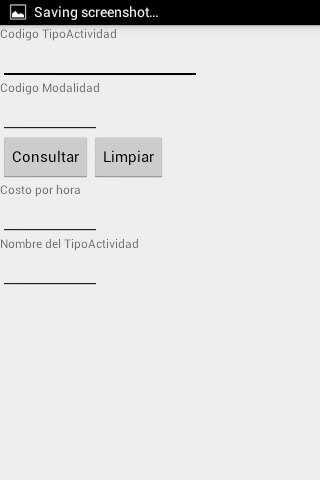 Saving screenshot...
Codigo TipoActividad
Codigo Modalidad
Consultar Limpiar
Costo por hora
Nombre del TipoActividad